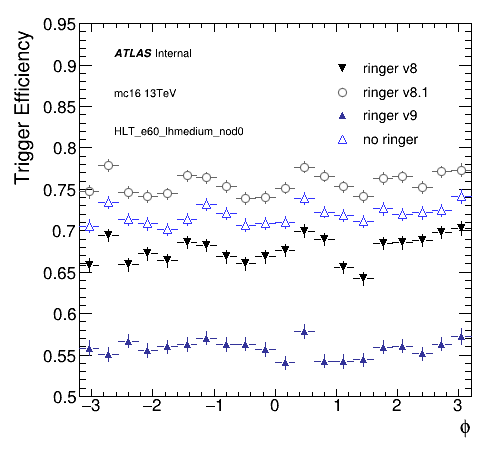 Trigger Efficiency
0.95
0.9
0.85
0.8
0.75
0.7
0.65
0.6
0.55
0.5
ATLAS Internal
mc16 13TeV
HLT_e60_lhmedium_nod0
ringer v8
ringer v8.1
ringer v9
no ringer
−3 −2 −1 0 1 2 3
ϕ